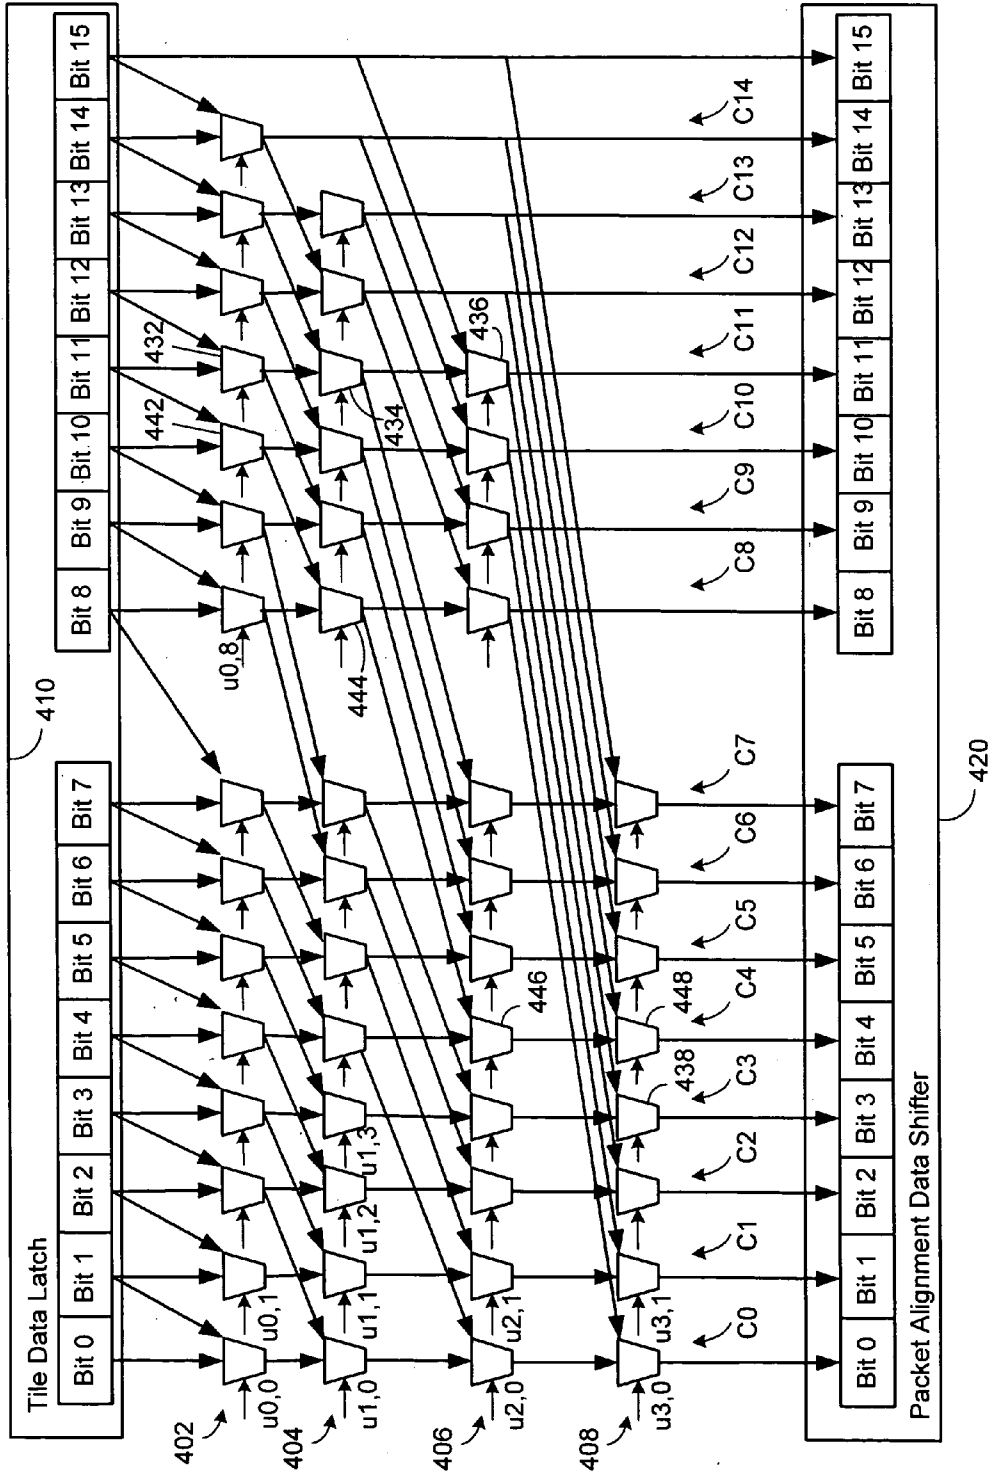 Tile Data Latch
410
Bit 0 Bit 1 Bit 2 Bit 3 Bit 4 Bit 5 Bit 6 Bit 7 Bit 8 Bit 9 Bit 10 Bit 11 Bit 12 Bit 13 Bit 14 Bit 15
442 432
402
u0,0 u0,1 u0,8
404
u1,0 u1,1 u1,2 u1,3 444 434
406
u2,0 u2,1 446 436
408
u3,0 u3,1 438 448
C0 C1 C2 C3 C4 C5 C6 C7 C8 C9 C10 C11 C12 C13 C14
Bit 0 Bit 1 Bit 2 Bit 3 Bit 4 Bit 5 Bit 6 Bit 7 Bit 8 Bit 9 Bit 10 Bit 11 Bit 12 Bit 13 Bit 14 Bit 15
Packet Alignment Data Shifter
420